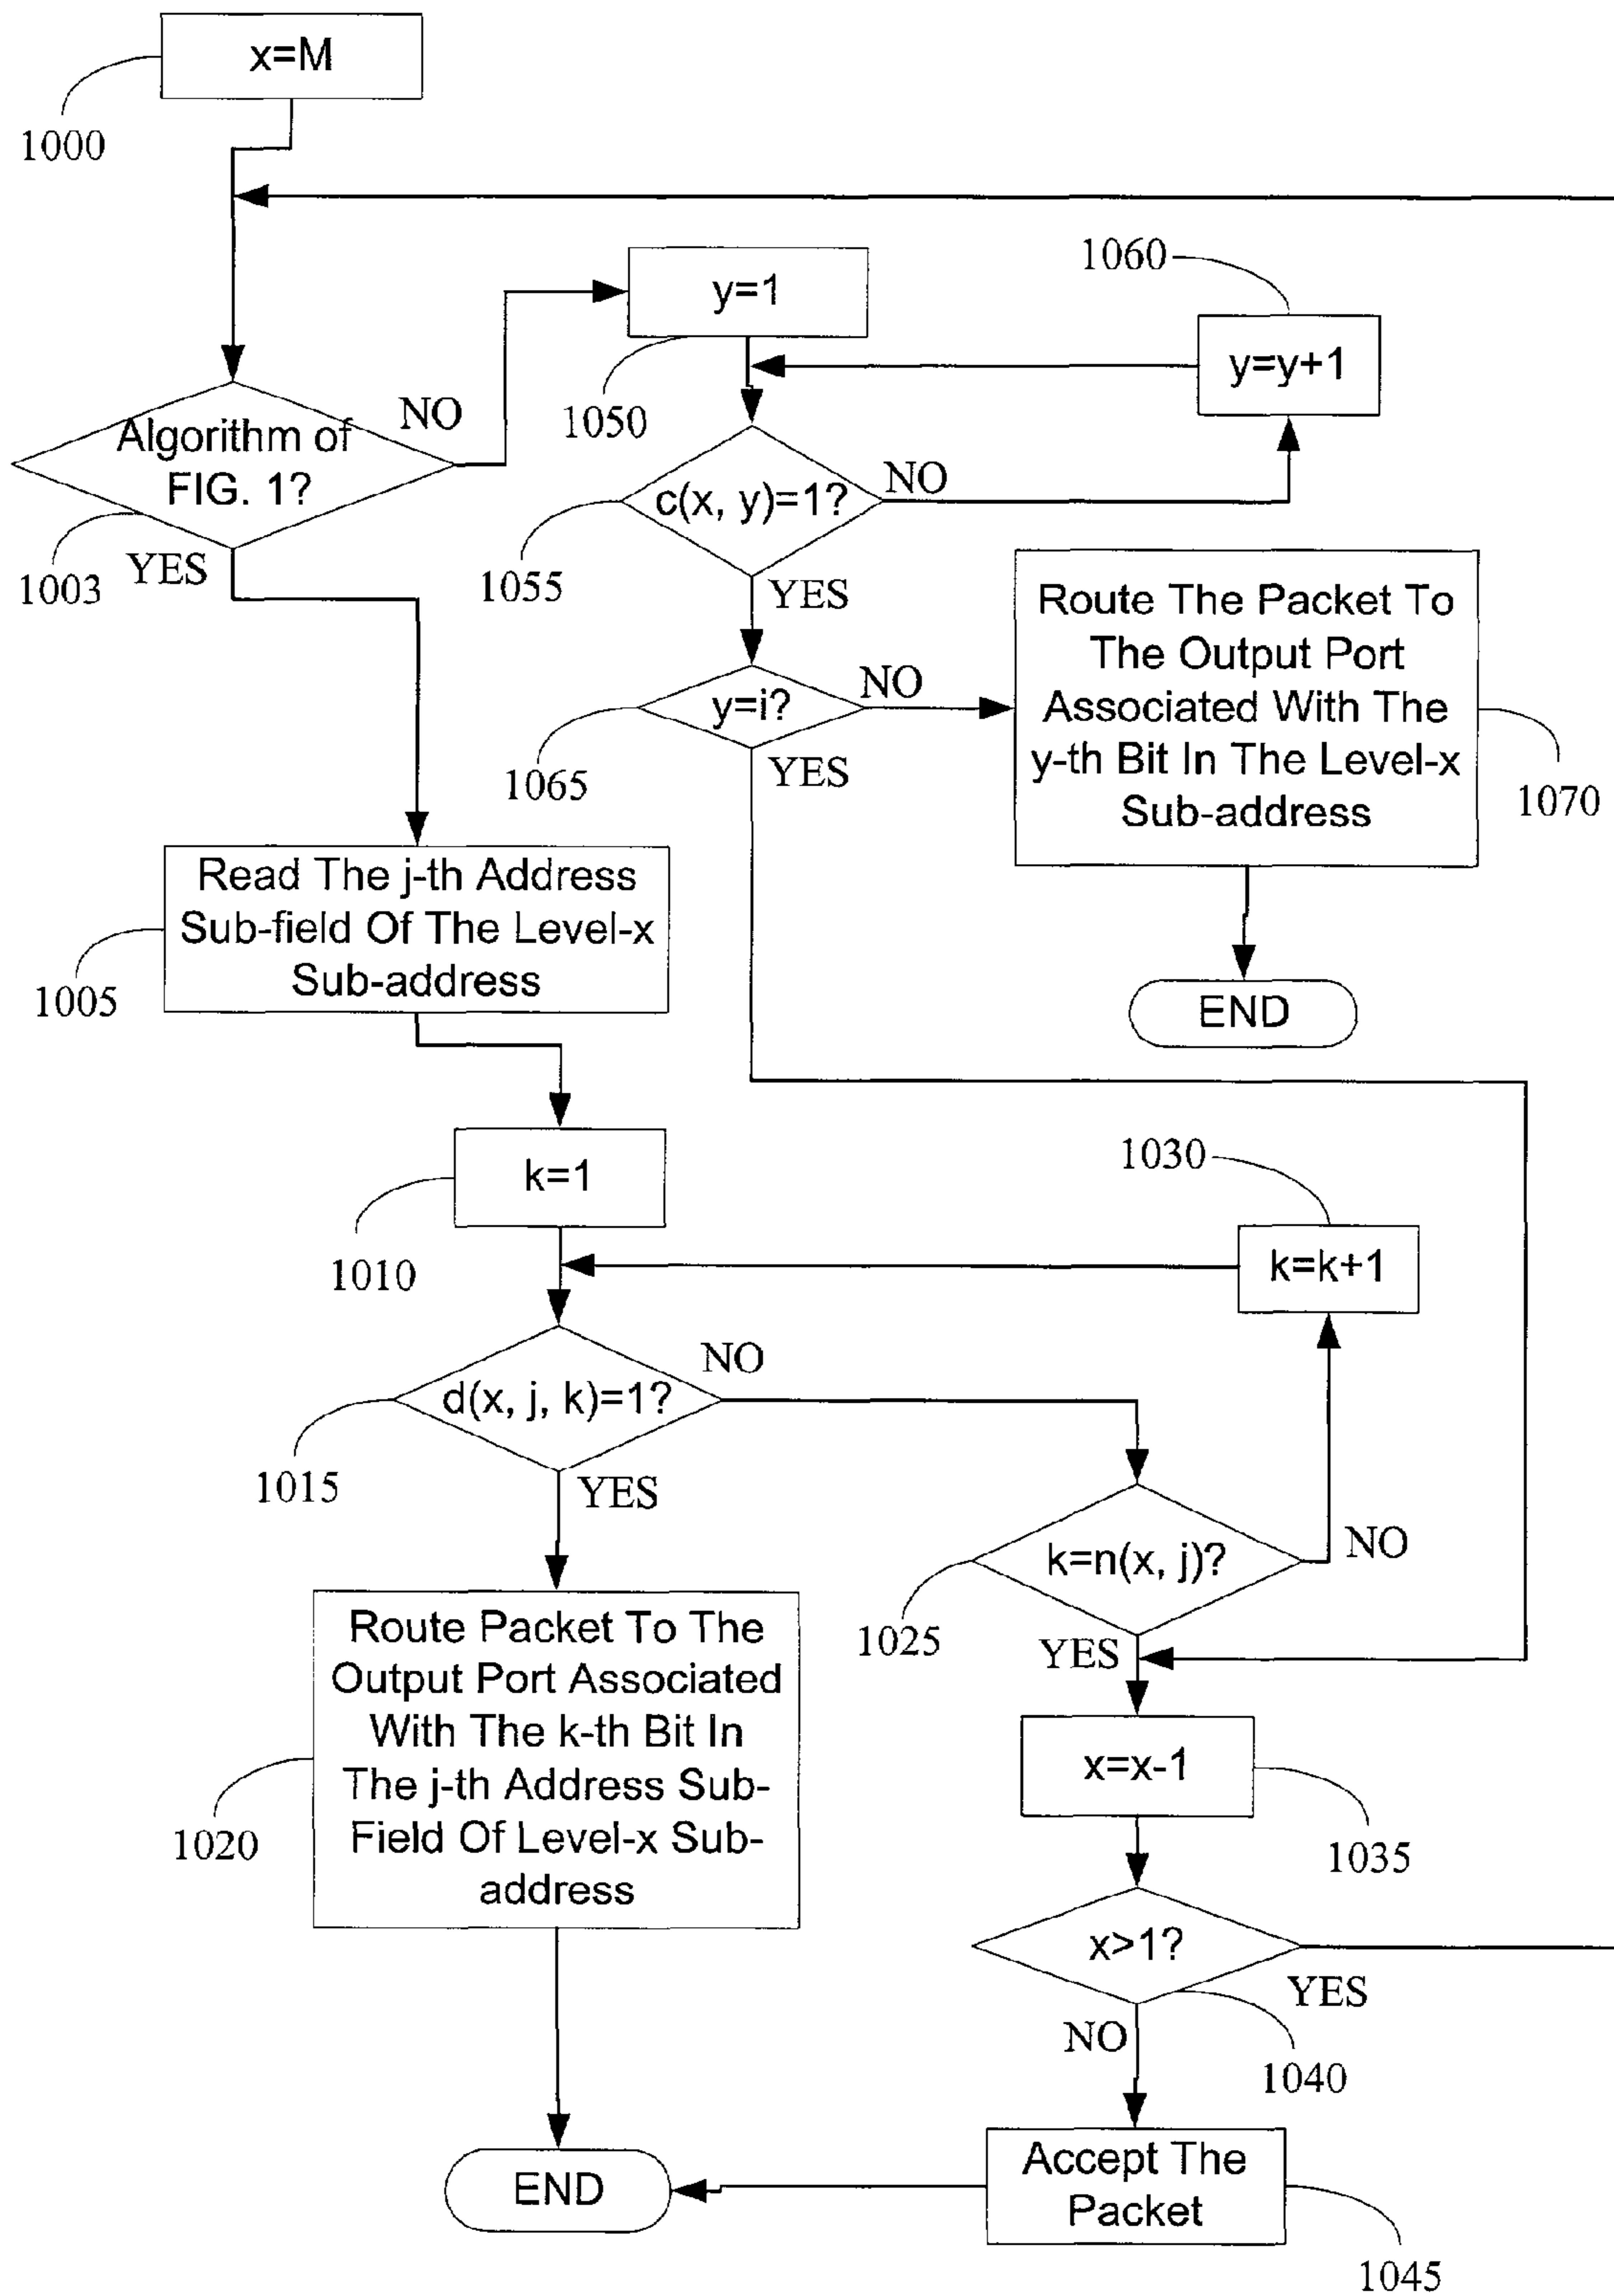 x=M
1000
1060
y=1
y=y+1
NO
1050
Algorithm of
FIG. 1?
NO
c(x, y)=1?
1003
YES
1055
YES
Route The Packet To
The Output Port
Associated With The
y-th Bit In The Level-x
Sub-address
NO
y=i?
1065
YES
1070
Read The j-th Address
Sub-field Of The Level-x
Sub-address
1005
END
k=1
1030
1010
k=k+1
NO
d(x, j, k)=1?
1015
YES
k=n(x, j)?
NO
1025
YES
Route Packet To The
Output Port Associated
With The k-th Bit In
The j-th Address Sub-
Field Of Level-x Sub-
address
1020
x=x-1
1035
x>1?
YES
NO
1040
END
Accept The
Packet
1045